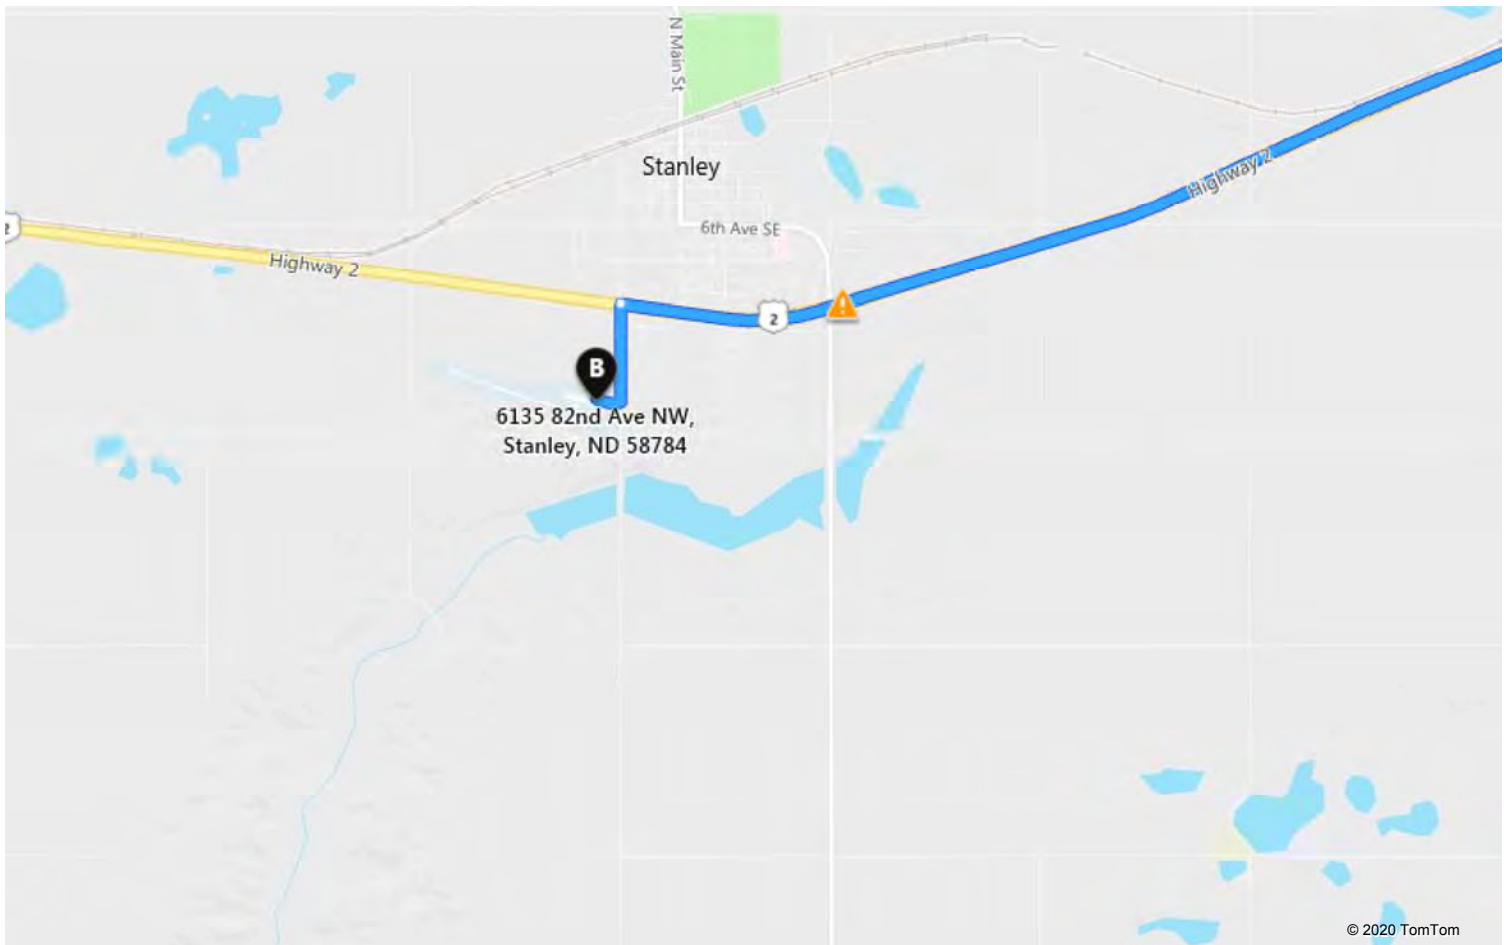 N Main St
Stanley
Highway 2
6th Ave SE
2
Highway 2
2
B
6135 82nd Ave NW,
Stanley, ND 58784
© 2020 TomTom